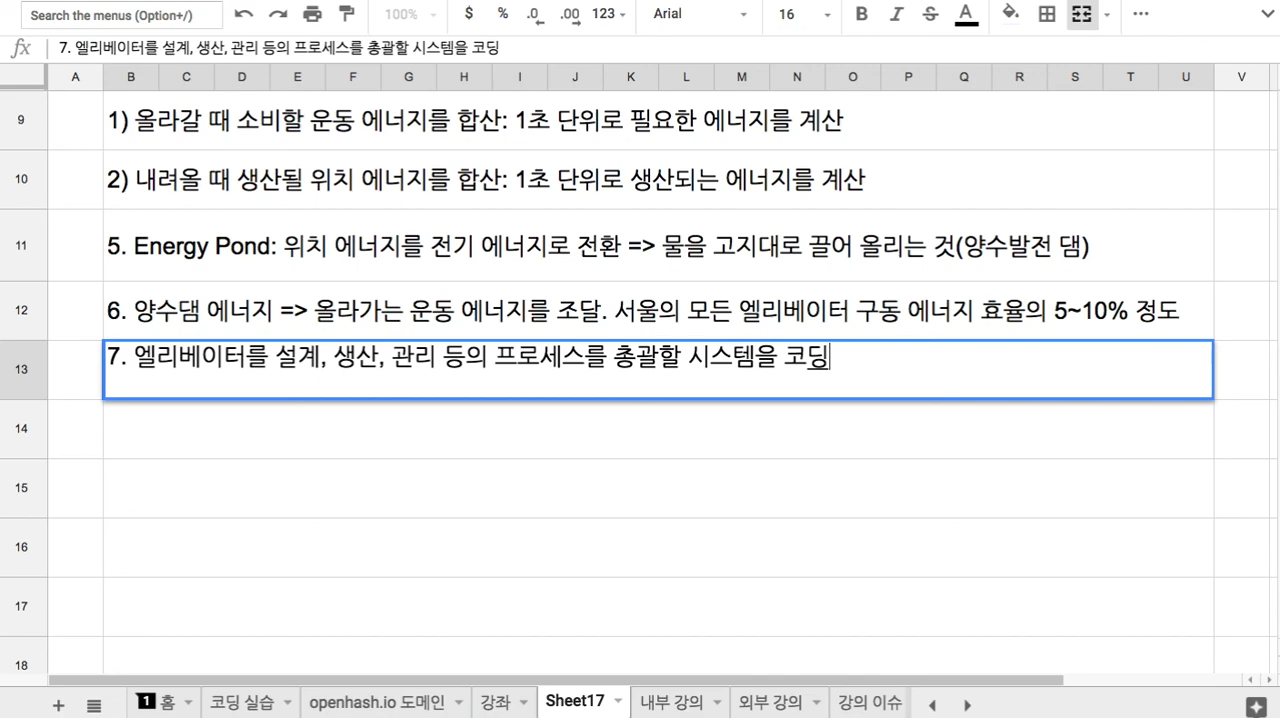 Search the menus (Option+/)
100% $ % .0 .00 123 Arial 16 B I S A
fx 7. 엘리베이터를 설계, 생산, 관리 등의 프로세스를 총괄할 시스템을 코딩
A B C D E F G H I J K L M N O P Q R S T U V
9 1) 올라갈 때 소비할 운동 에너지를 합산: 1초 단위로 필요한 에너지를 계산
10 2) 내려올 때 생산될 위치 에너지를 합산: 1초 단위로 생산되는 에너지를 계산
11 5. Energy Pond: 위치 에너지를 전기 에너지로 전환 => 물을 고지대로 끌어 올리는 것(양수발전 댐)
12 6. 양수댐 에너지 => 올라가는 운동 에너지를 조달. 서울의 모든 엘리베이터 구동 에너지 효율의 5~10% 정도
13 7. 엘리베이터를 설계, 생산, 관리 등의 프로세스를 총괄할 시스템을 코딩
14
15
16
17
18
1 홈 코딩 실습 openhash.io 도메인 강좌 Sheet17 내부 강의 외부 강의 강의 이슈